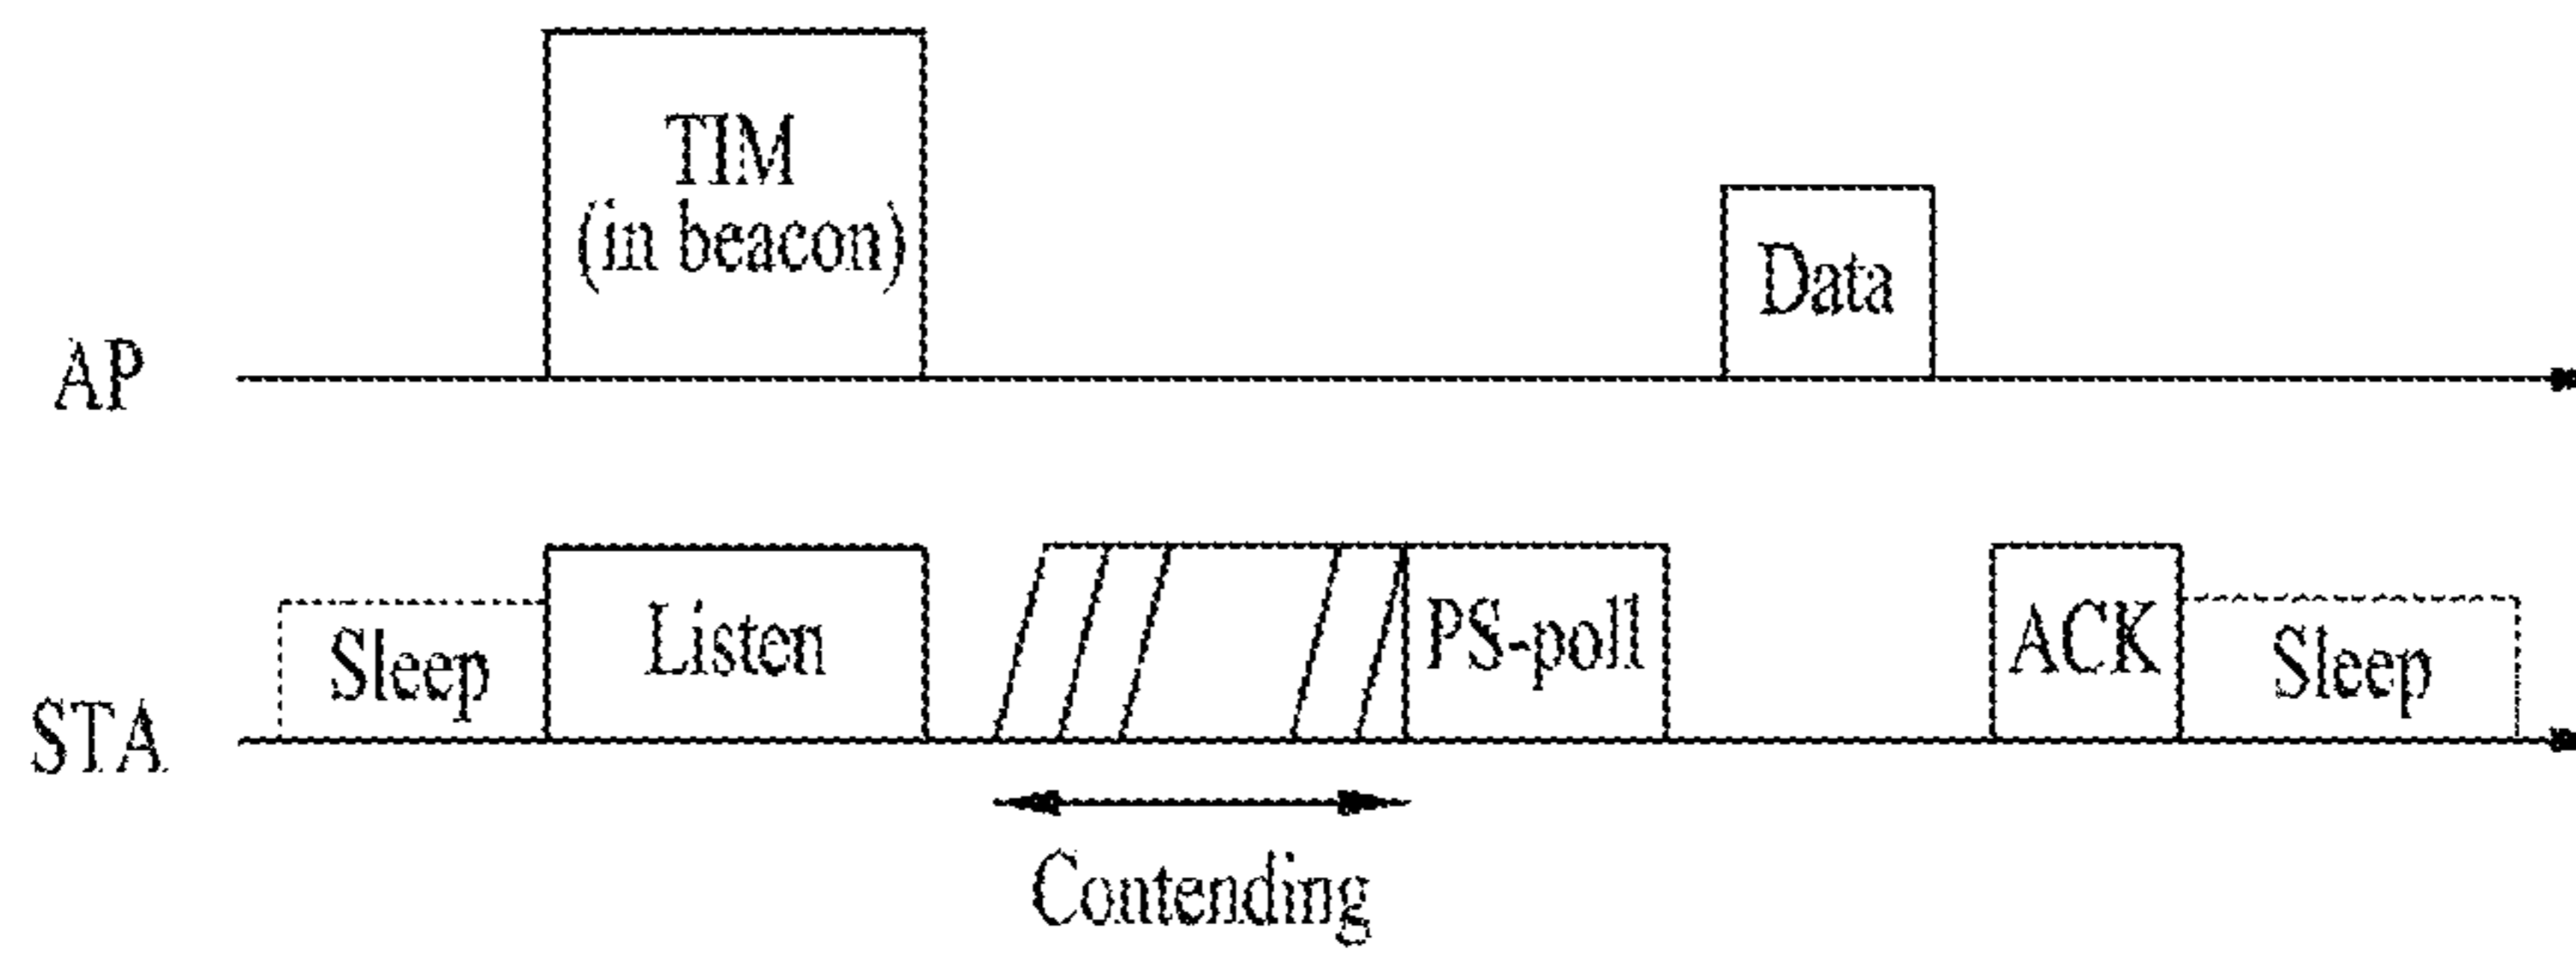 TIM
(in beacon)
Data
AP
Sleep
Listen
PS-poll
ACK
Sleep
STA
Contending